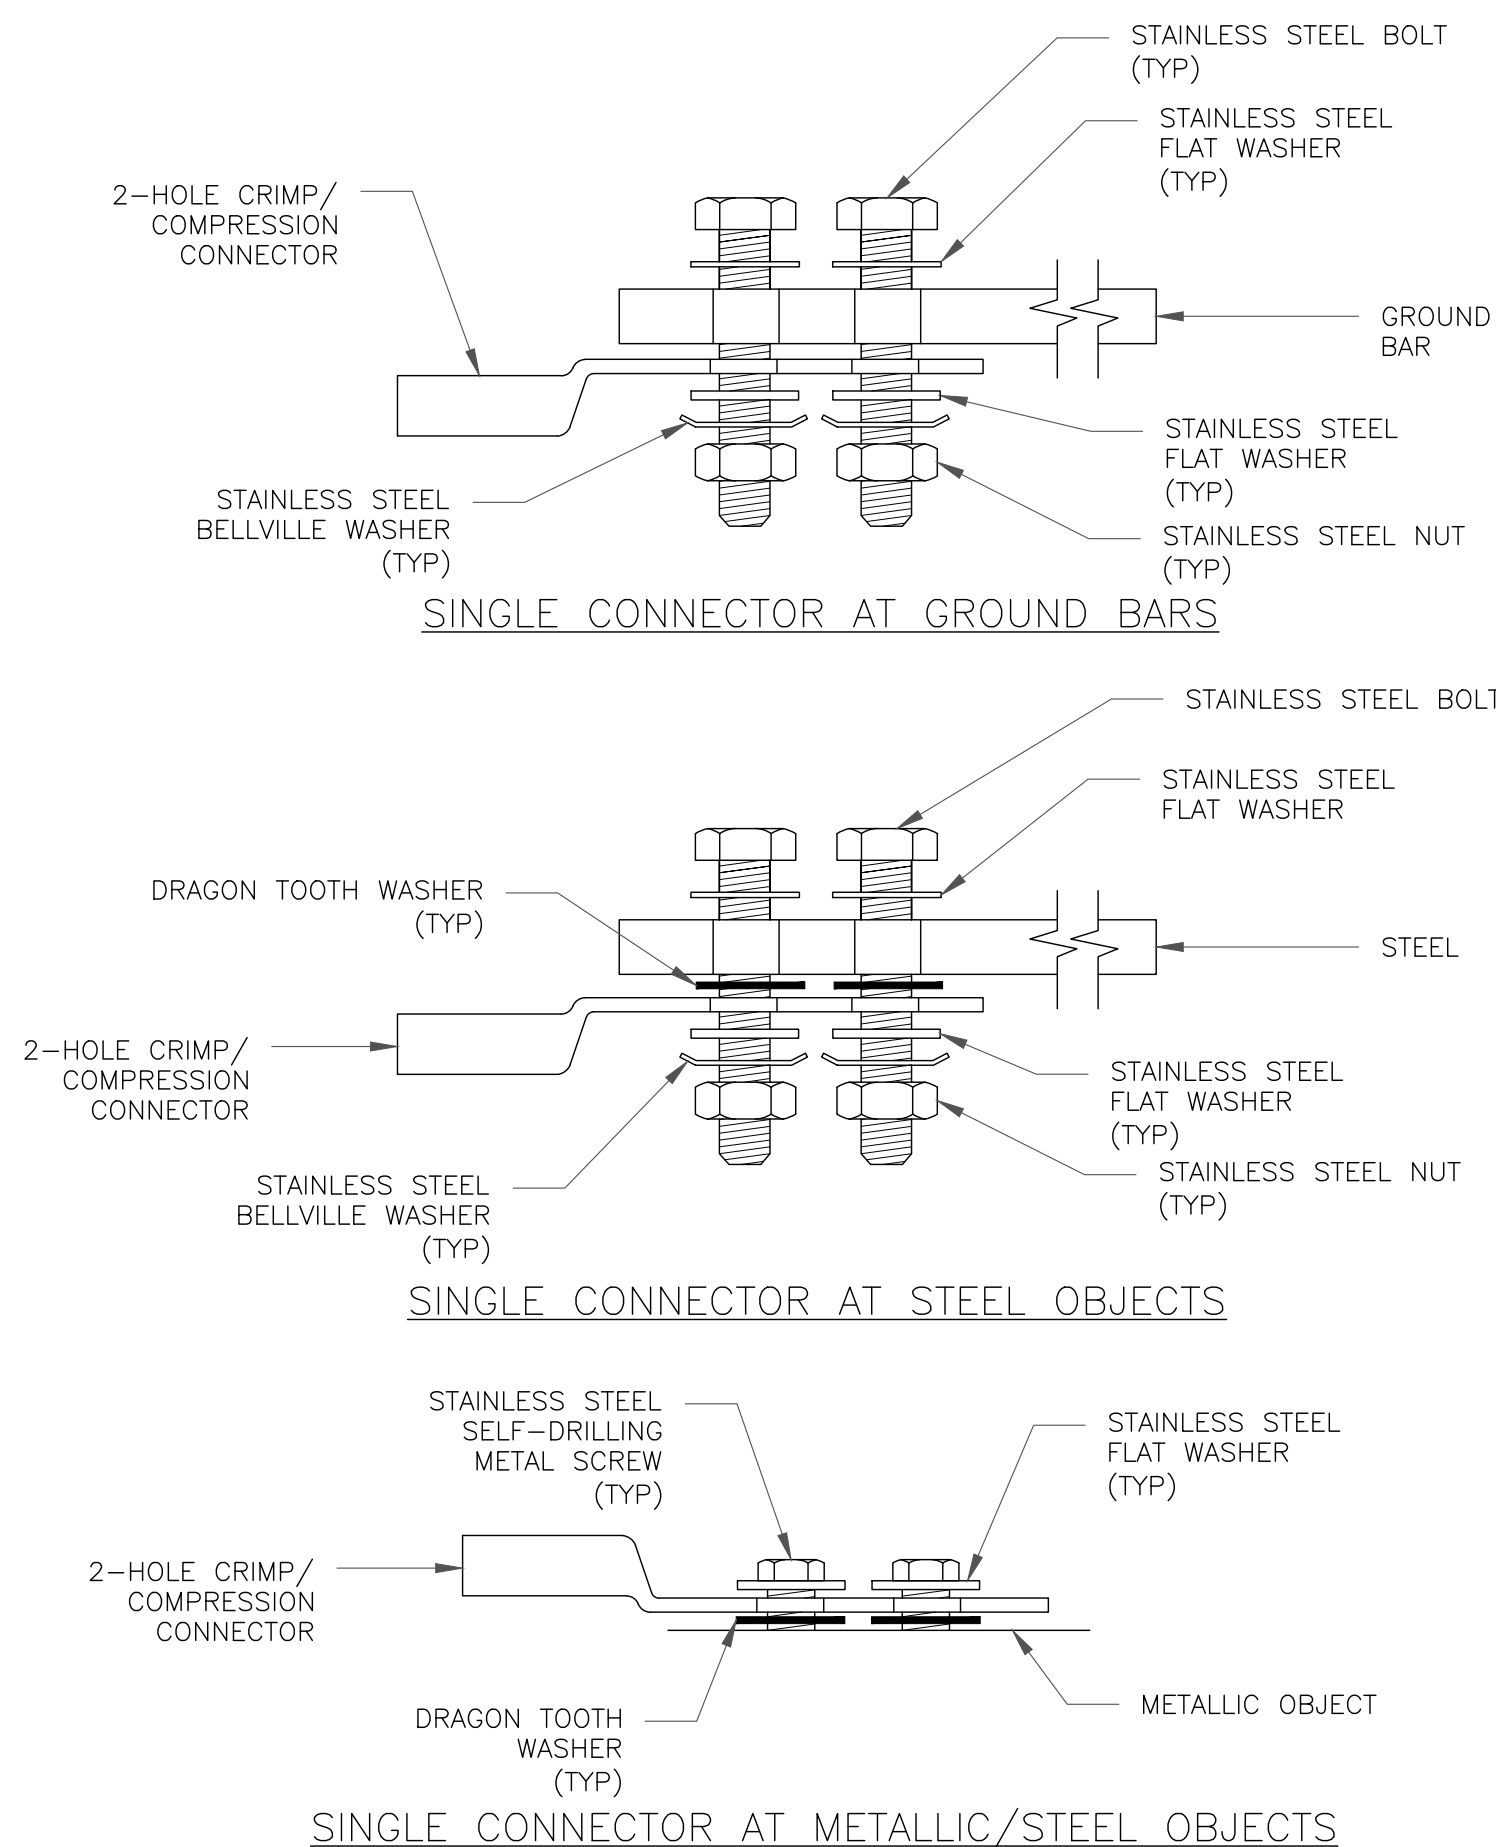 STAINLESS STEEL BOLT
(TYP)
STAINLESS STEEL
FLAT WASHER
(TYP)
2-HOLE CRIMP/
COMPRESSION
CONNECTOR
GROUND
BAR
STAINLESS STEEL
FLAT WASHER
(TYP)
STAINLESS STEEL
BELLVILLE WASHER
(TYP)
STAINLESS STEEL NUT
(TYP)
SINGLE CONNECTOR AT GROUND BARS
STAINLESS STEEL BOLT
STAINLESS STEEL
FLAT WASHER
DRAGON TOOTH WASHER
(TYP)
STEEL
2-HOLE CRIMP/
COMPRESSION
CONNECTOR
STAINLESS STEEL
FLAT WASHER
(TYP)
STAINLESS STEEL NUT
(TYP)
STAINLESS STEEL
BELLVILLE WASHER
(TYP)
SINGLE CONNECTOR AT STEEL OBJECTS
STAINLESS STEEL
SELF-DRILLING
METAL SCREW
(TYP)
STAINLESS STEEL
FLAT WASHER
(TYP)
2-HOLE CRIMP/
COMPRESSION
CONNECTOR
METALLIC OBJECT
DRAGON TOOTH
WASHER
(TYP)
SINGLE CONNECTOR AT METALLIC/STEEL OBJECTS